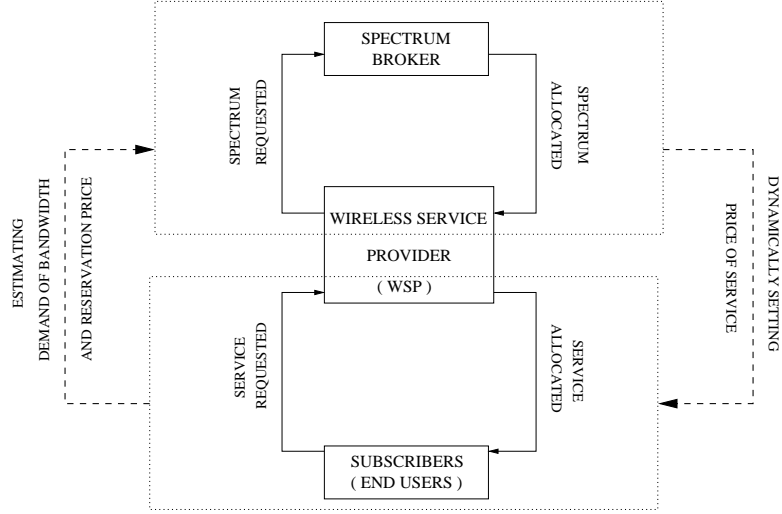 SPECTRUM
BROKER
SPECTRUM
REQUESTED
SPECTRUM
ALLOCATED
WIRELESS SERVICE
PROVIDER
( WSP )
ESTIMATING
DEMAND OF BANDWIDTH
AND RESERVATION PRICE
DYNAMICALLY SETTING
PRICE OF SERVICE
SERVICE
REQUESTED
SERVICE
ALLOCATED
SUBSCRIBERS
( END USERS )